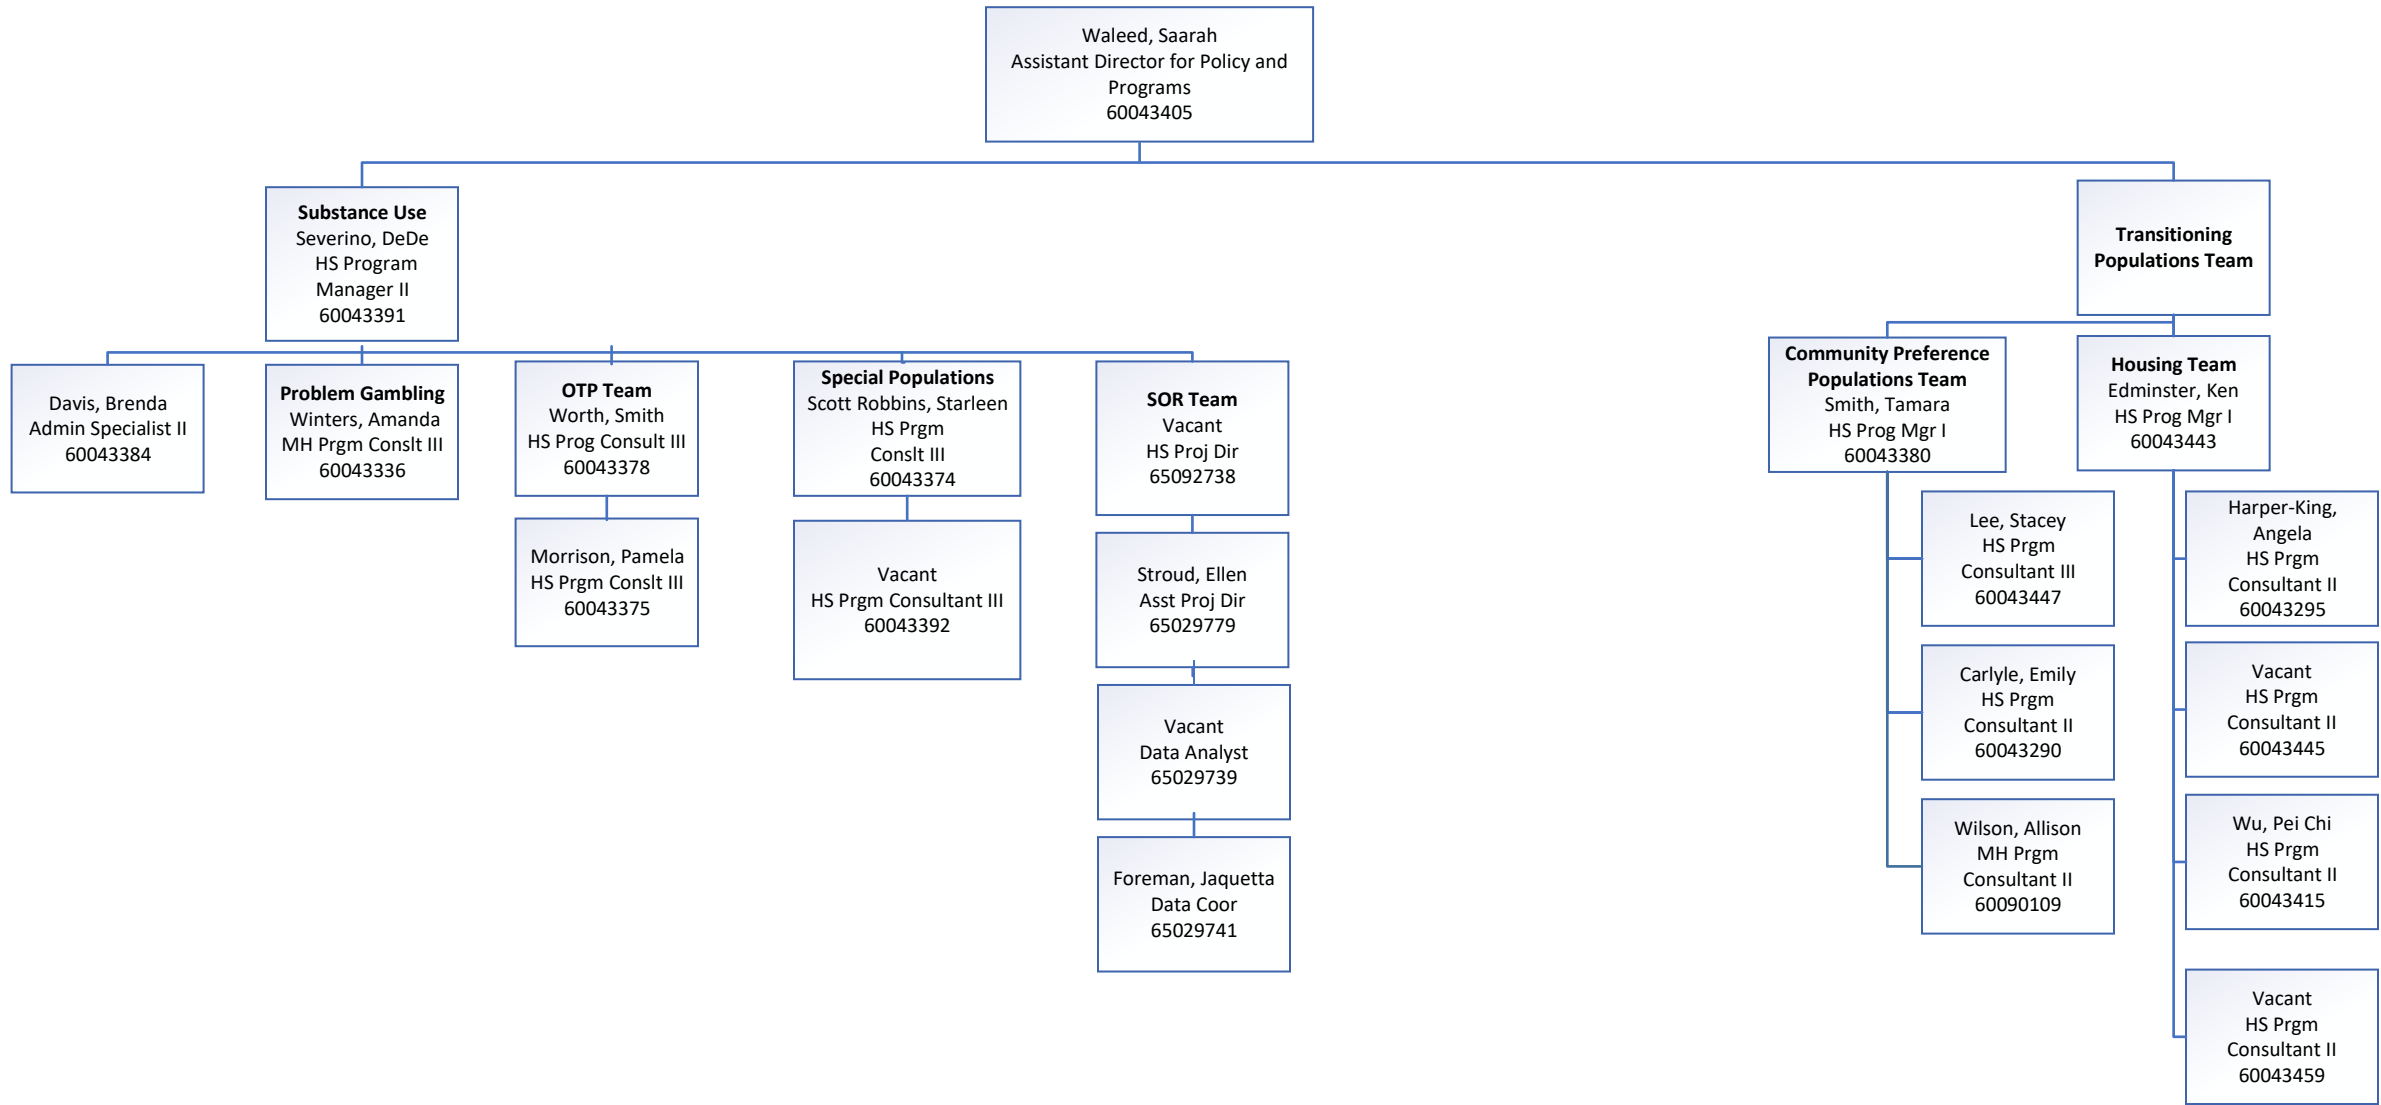 Waleed, Saarah
Assistant Director for Policy and
Programs
60043405
Substance Use
Severino, DeDe
HS Program
Manager II
60043391
Transitioning
Populations Team
Davis, Brenda
Admin Specialist II
60043384
Problem Gambling
Winters, Amanda
MH Prgm Conslt III
60043336
OTP Team
Worth, Smith
HS Prog Consult III
60043378
Special Populations
Scott Robbins, Starleen
HS Prgm
Conslt III
60043374
SOR Team
Vacant
HS Proj Dir
65092738
Community Preference
Populations Team
Smith, Tamara
HS Prog Mgr I
60043380
Housing Team
Edminster, Ken
HS Prog Mgr I
60043443
Morrison, Pamela
HS Prgm Conslt III
60043375
Vacant
HS Prgm Consultant III
60043392
Stroud, Ellen
Asst Proj Dir
65029779
Vacant
Data Analyst
65029739
Foreman, Jaquetta
Data Coor
65029741
Lee, Stacey
HS Prgm
Consultant III
60043447
Carlyle, Emily
HS Prgm
Consultant II
60043290
Wilson, Allison
MH Prgm
Consultant II
60090109
Harper-King,
Angela
HS Prgm
Consultant II
60043295
Vacant
HS Prgm
Consultant II
60043445
Wu, Pei Chi
HS Prgm
Consultant II
60043415
Vacant
HS Prgm
Consultant II
60043459